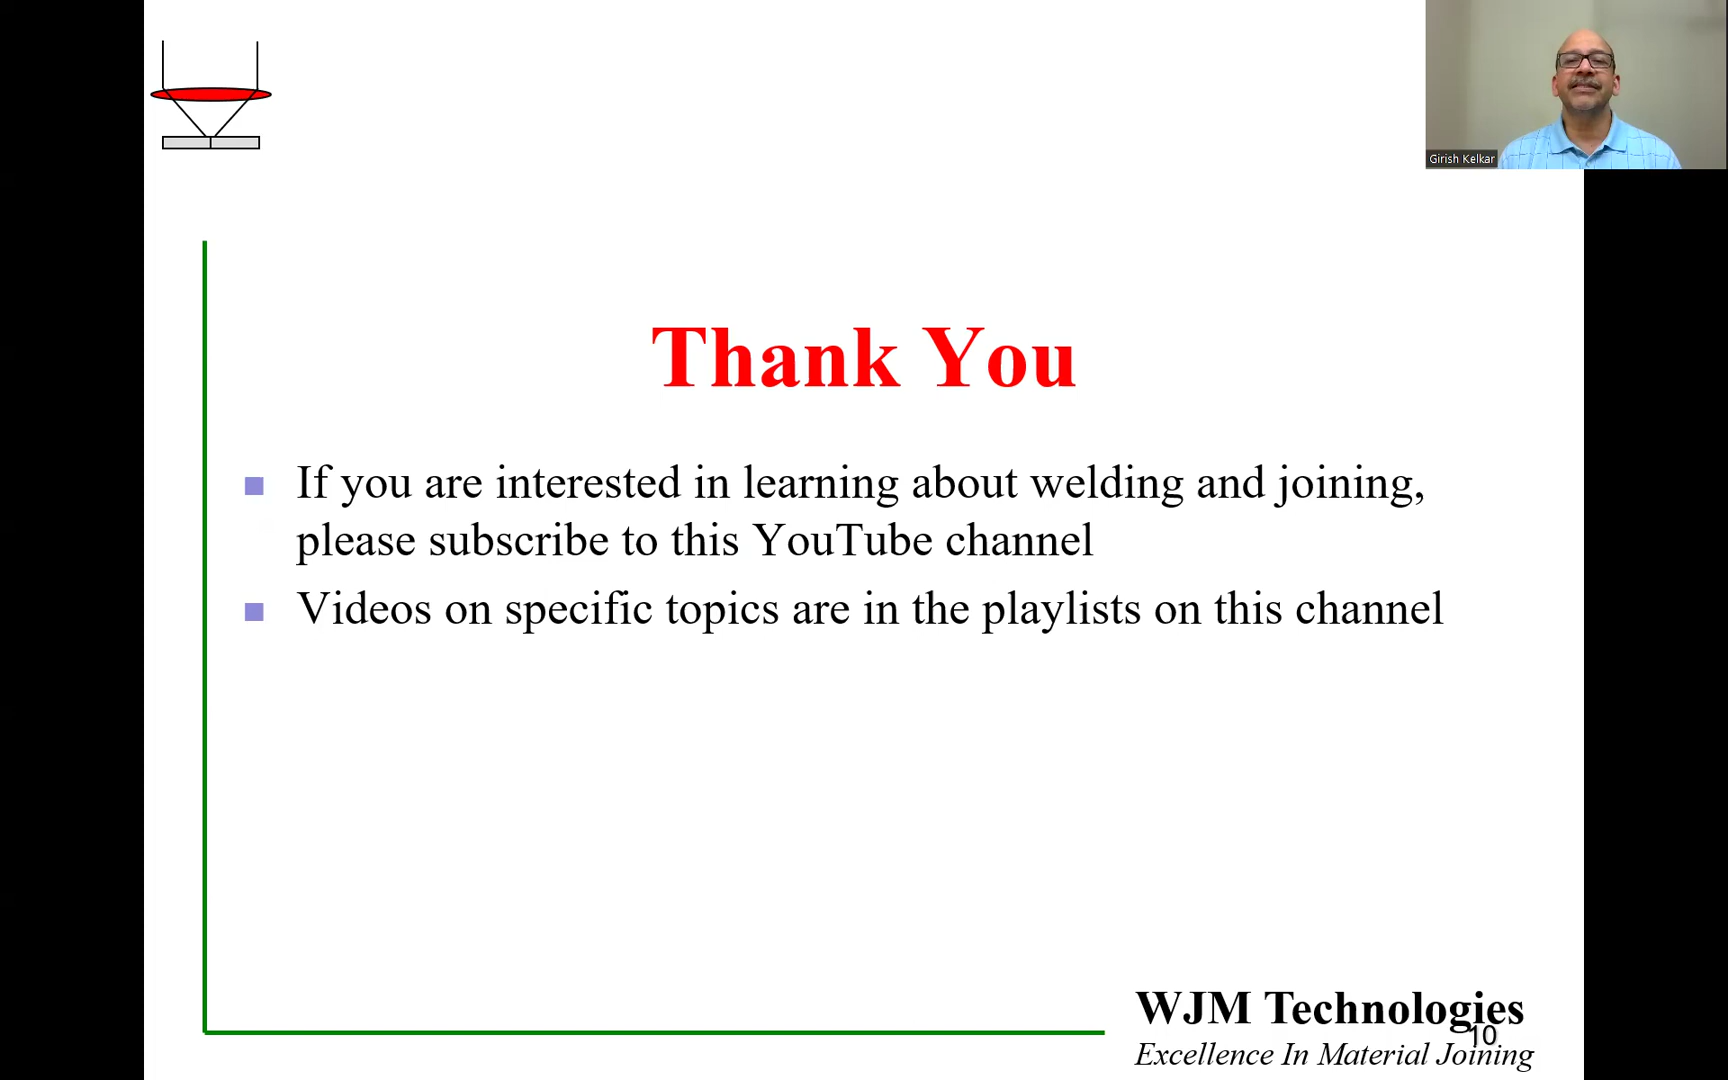 Girish Kelkar
Thank You
If you are interested in learning about welding and joining,
please subscribe to this YouTube channel
Videos on specific topics are in the playlists on this channel
WJM Technologies
10
Excellence In Material Joining